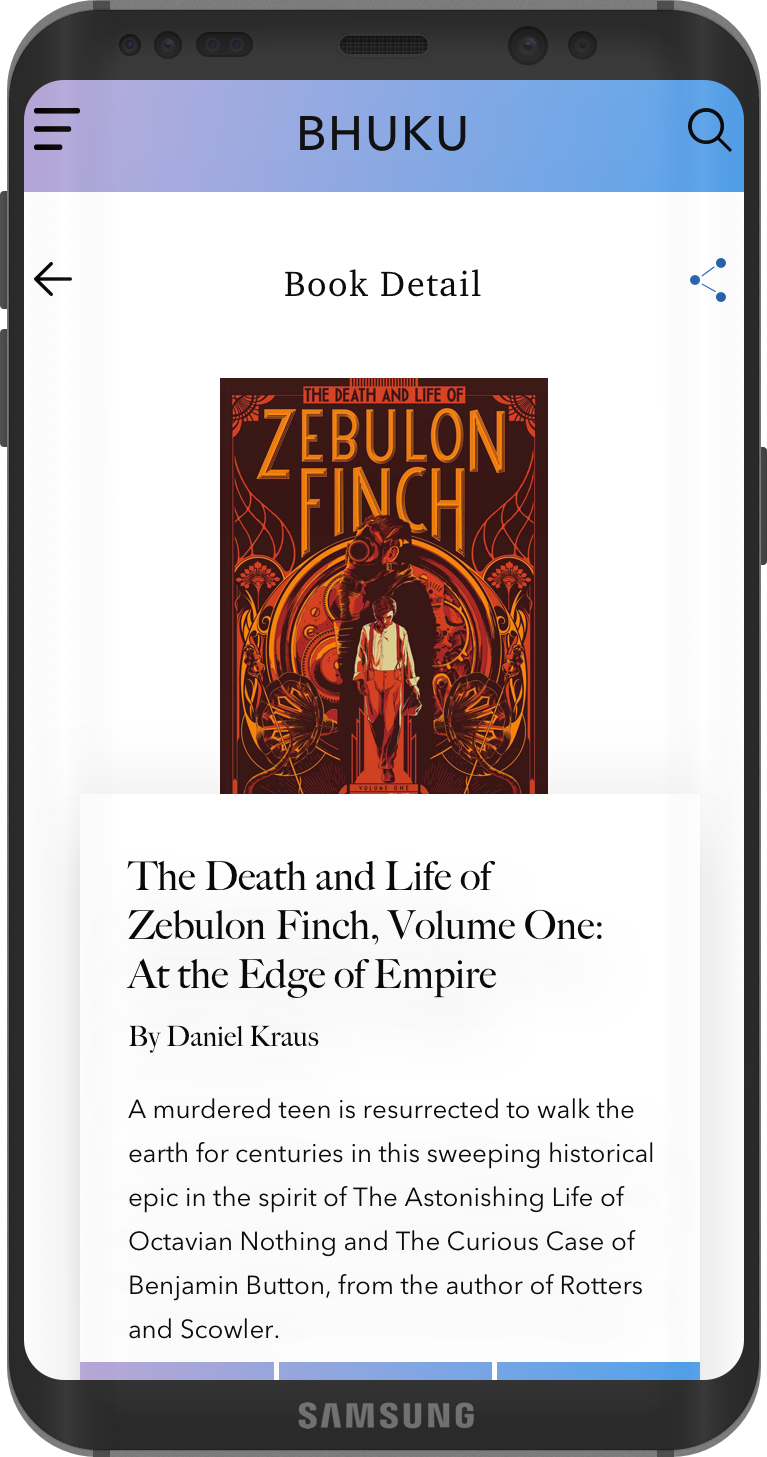 BHUKU
Book Detail
THE DEATH AND LIFE OF
ZEBULON
FINCH
VOLUME ONE
The Death and Life of
Zebulon Finch, Volume One:
At the Edge of Empire
By Daniel Kraus
A murdered teen is resurrected to walk the
earth for centuries in this sweeping historical
epic in the spirit of The Astonishing Life of
Octavian Nothing and The Curious Case of
Benjamin Button, from the author of Rotters
and Scowler.
SAMSUNG